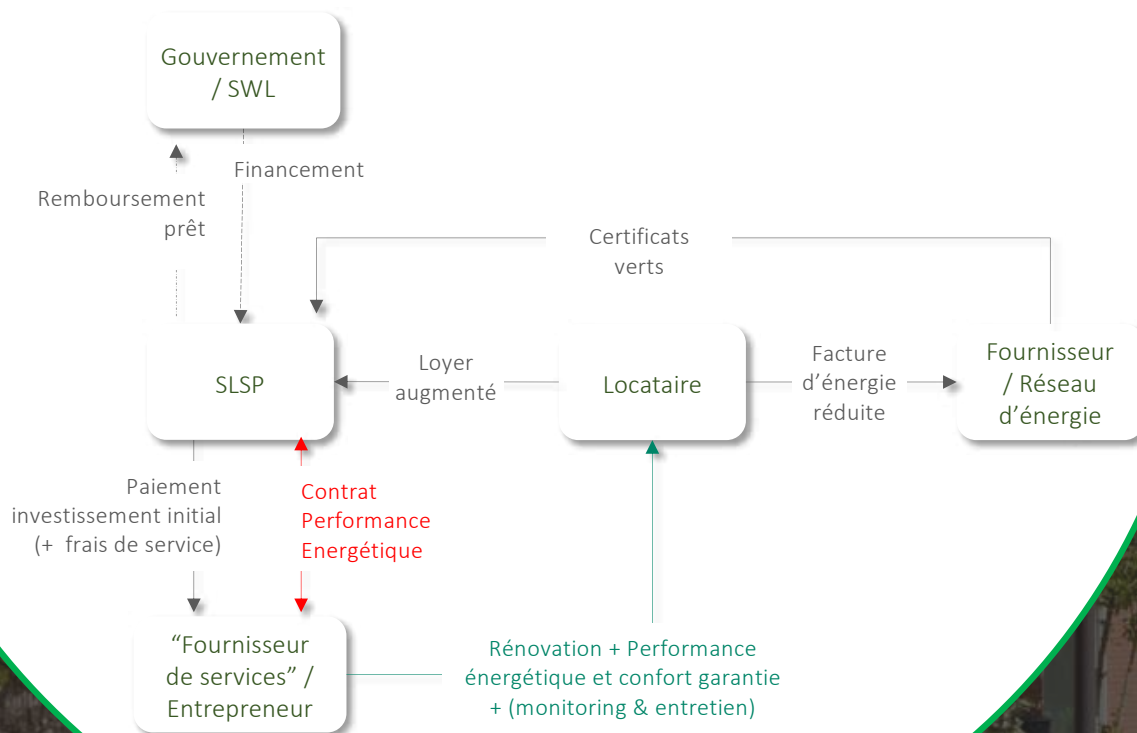 Gouvernement
/ SWL
Financement
Remboursement
prêt
Certificats
verts
SLSP
Loyer
augmenté
Locataire
Facture
d’énergie
réduite
Fournisseur
/ Réseau
d’énergie
Paiement
investissement initial
(+ frais de service)
Contrat
Performance
Energétique
“Fournisseur
de services” /
Entrepreneur
Rénovation + Performance
énergétique et confort garantie
+ (monitoring & entretien)